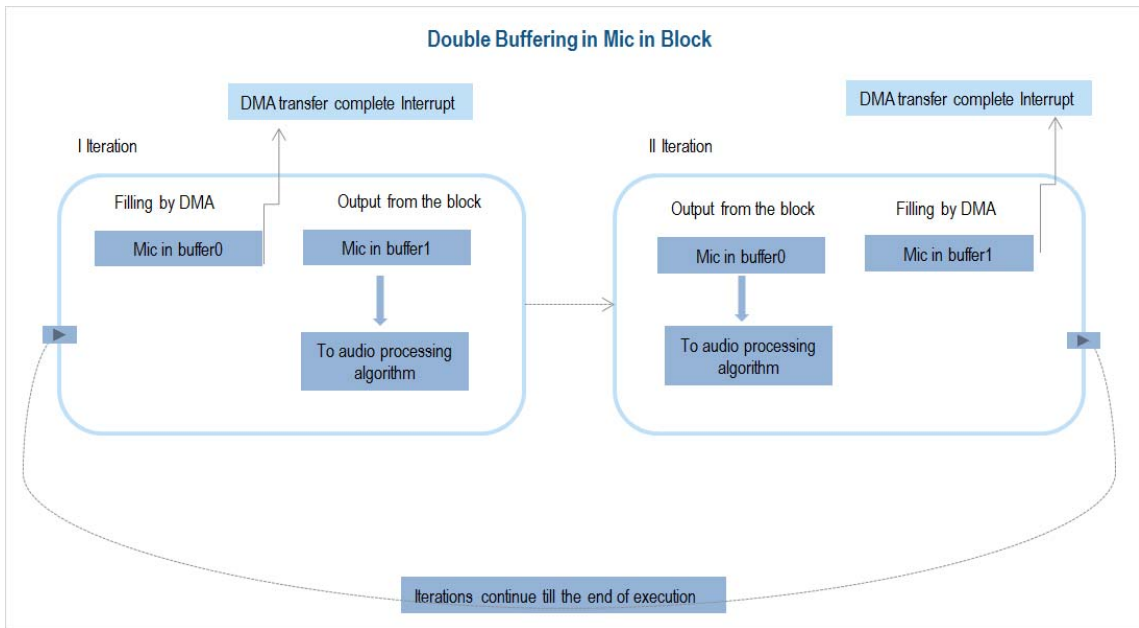 Double Buffering in Mic in Block
DMA transfer complete Interrupt
DMA transfer complete Interrupt
I Iteration
II Iteration
Filling by DMA
Output from the block
Mic in buffer0
Mic in buffer1
To audio processing
algorithm
Output from the block
Filling by DMA
Mic in buffer0
Mic in buffer1
To audio processing
algorithm
Iterations continue till the end of execution